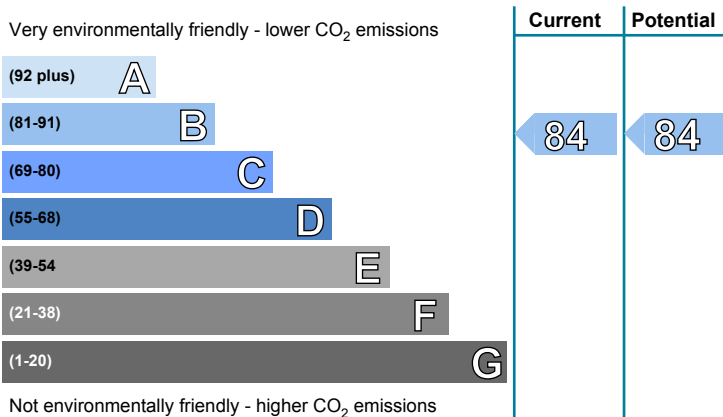 Very environmentally friendly - lower CO₂ emissions
Current
Potential
(92 plus) A
(81-91) B
84
84
(69-80) C
(55-68) D
(39-54 E
(21-38) F
(1-20) G
Not environmentally friendly - higher CO₂ emissions